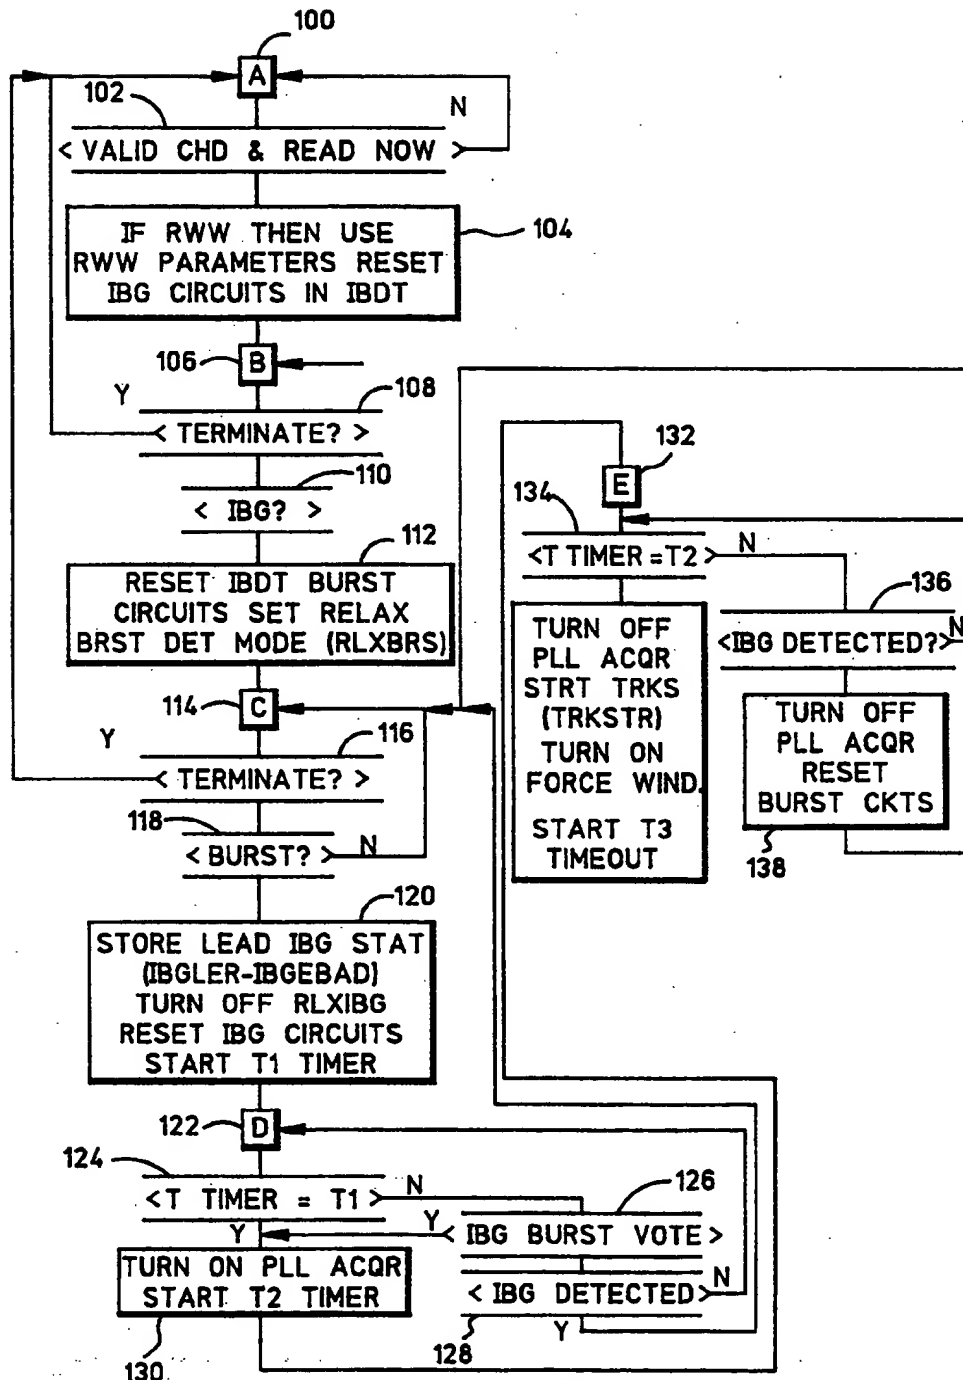 100
A
N
102
< VALID CHD & READ NOW >
IF RWW THEN USE
RWW PARAMETERS RESET
IBG CIRCUITS IN IBDT
104
106
B
Y
108
< TERMINATE? >
110
< IBG? >
112
RESET IBDT BURST
CIRCUITS SET RELAX
BRST DET MODE (RLXBRS)
114
C
Y
116
< TERMINATE? >
118
< BURST? >
N
120
STORE LEAD IBG STAT
(IBGLER-IBGEBAD)
TURN OFF RLXIBG
RESET IBG CIRCUITS
START T1 TIMER
122
D
124
< T TIMER = T1 >
N
126
Y
Y
< IBG BURST VOTE >
TURN ON PLL ACQR
START T2 TIMER
< IBG DETECTED >
N
Y
128
130
132
E
134
<T TIMER =T2 >
N
136
<IBG DETECTED?>
N
TURN OFF
PLL ACQR
STRT TRKS
(TRKSTR)
TURN ON
FORCE WIND.
START T3
TIMEOUT
TURN OFF
PLL ACQR
RESET
BURST CKTS
138